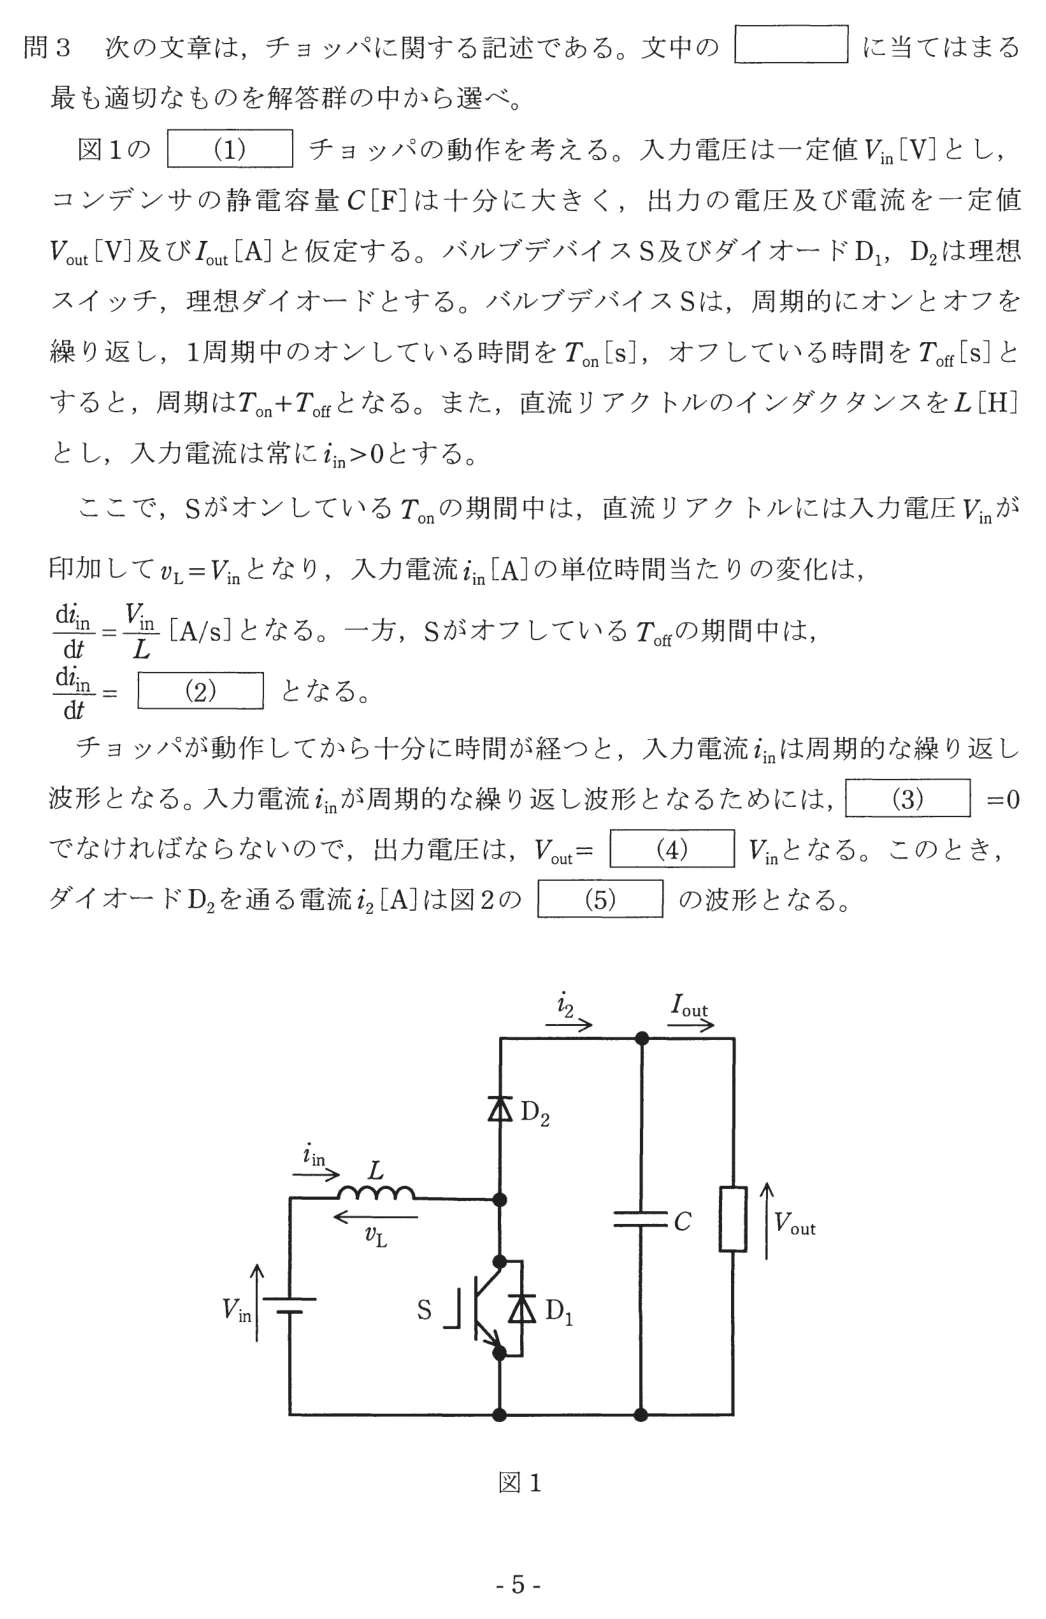 問3 次の文章は，チョッパに関する記述である。文中の　　　に当てはまる
最も適切なものを解答群の中から選べ。
図1の (1) チョッパの動作を考える。入力電圧は一定値 Vin[V]とし，
コンデンサの静電容量 C[F]は十分に大きく，出力の電圧及び電流を一定値
Vout[V]及びIout[A]と仮定する。バルブデバイスS及びダイオードD1，D2は理想
スイッチ，理想ダイオードとする。バルブデバイスSは，周期的にオンとオフを
繰り返し，1周期中のオンしている時間を Ton[s]，オフしている時間を Toff[s]と
すると，周期はTon+Toffとなる。また，直流リアクトルのインダクタンスをL[H]
とし，入力電流は常に iin>0とする。
ここで，Sがオンしている Tonの期間中は，直流リアクトルには入力電圧 Vinが
印加して vL=Vinとなり，入力電流 iin[A]の単位時間当たりの変化は，
diin/dt=Vin/L [A/s]となる。一方，Sがオフしている Toffの期間中は，
diin/dt= (2) となる。
チョッパが動作してから十分に時間が経つと，入力電流 iinは周期的な繰り返し
波形となる。入力電流 iinが周期的な繰り返し波形となるためには，(3) =0
でなければならないので，出力電圧は，Vout= (4) Vinとなる。このとき，
ダイオードD2を通る電流 i2[A]は図2の (5) の波形となる。
i2
Iout
D2
iin
L
vL
C
Vout
Vin
S
D1
図1
- 5 -